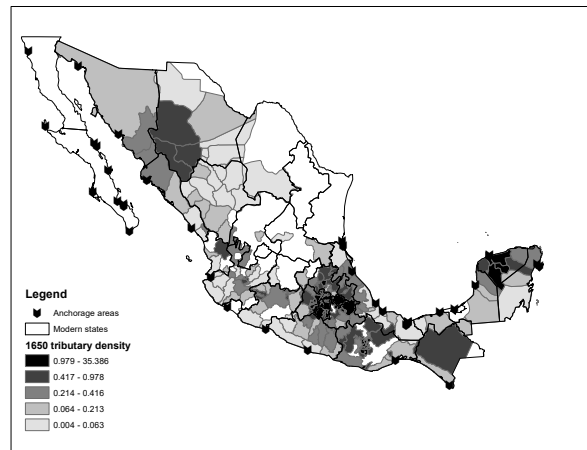 Legend
Anchorage areas
Modern states
1650 tributary density
0.979 - 35.386
0.417 - 0.978
0.214 - 0.416
0.064 - 0.213
0.004 - 0.063